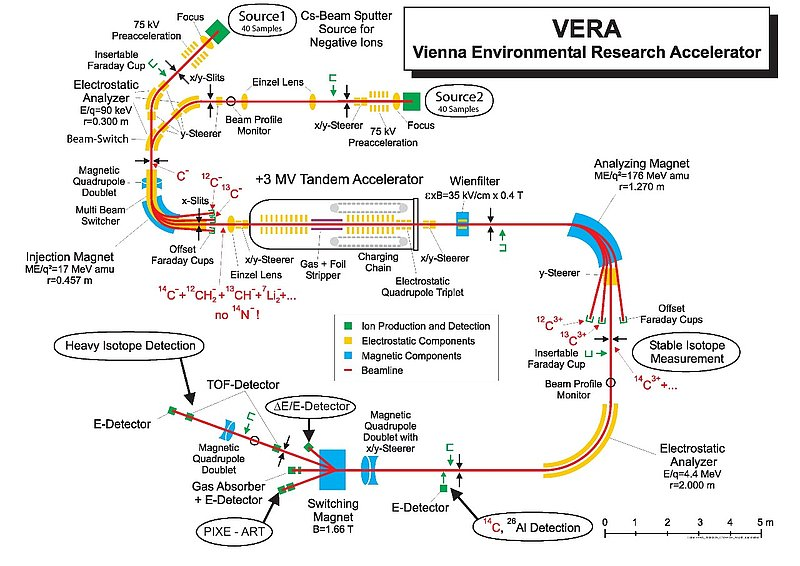 VERA
Vienna Environmental Research Accelerator
Source1
40 Samples
Cs-Beam Sputter
Source for
Negative Ions
Focus
75 kV
Preacceleration
Insertable
Faraday Cup
x/y-Slits
Electrostatic
Analyzer
E/q=90 keV
r=0.300 m
Einzel Lens
Source2
40 Samples
y-Steerer
Beam Profile
Monitor
x/y-Steerer
75 kV
Preacceleration
Focus
Beam-Switch
Magnetic
Quadrupole
Doublet
C⁻
¹²C⁻
¹³C⁻
Multi Beam
Switcher
x-Slits
Injection Magnet
ME/q²=17 MeV amu
r=0.457 m
Offset
Faraday Cups
x/y-Steerer
Einzel Lens
¹⁴C⁻+¹²CH₂⁻+¹³CH⁻+⁷Li₂⁻+...
no ¹⁴N⁻!
+3 MV Tandem Accelerator
Gas + Foil
Stripper
Charging
Chain
Electrostatic
Quadrupole Triplet
x/y-Steerer
Wienfilter
εxB=35 kV/cm x 0.4 T
Analyzing Magnet
ME/q²=176 MeV amu
r=1.270 m
y-Steerer
¹²C³⁺
¹³C³⁺
Offset
Faraday Cups
Insertable
Faraday Cup
Stable Isotope
Measurement
¹⁴C³⁺+...
Beam Profile
Monitor
Ion Production and Detection
Electrostatic Components
Magnetic Components
Beamline
Heavy Isotope Detection
TOF-Detector
E-Detector
ΔE/E-Detector
Magnetic
Quadrupole
Doublet
Magnetic
Quadrupole
Doublet with
x/y-Steerer
Gas Absorber
+ E-Detector
PIXE - ART
Switching
Magnet
B=1.66 T
E-Detector
¹⁴C, ²⁶Al Detection
Electrostatic
Analyzer
E/q=4.4 MeV
r=2.000 m
0 1 2 3 4 5 m